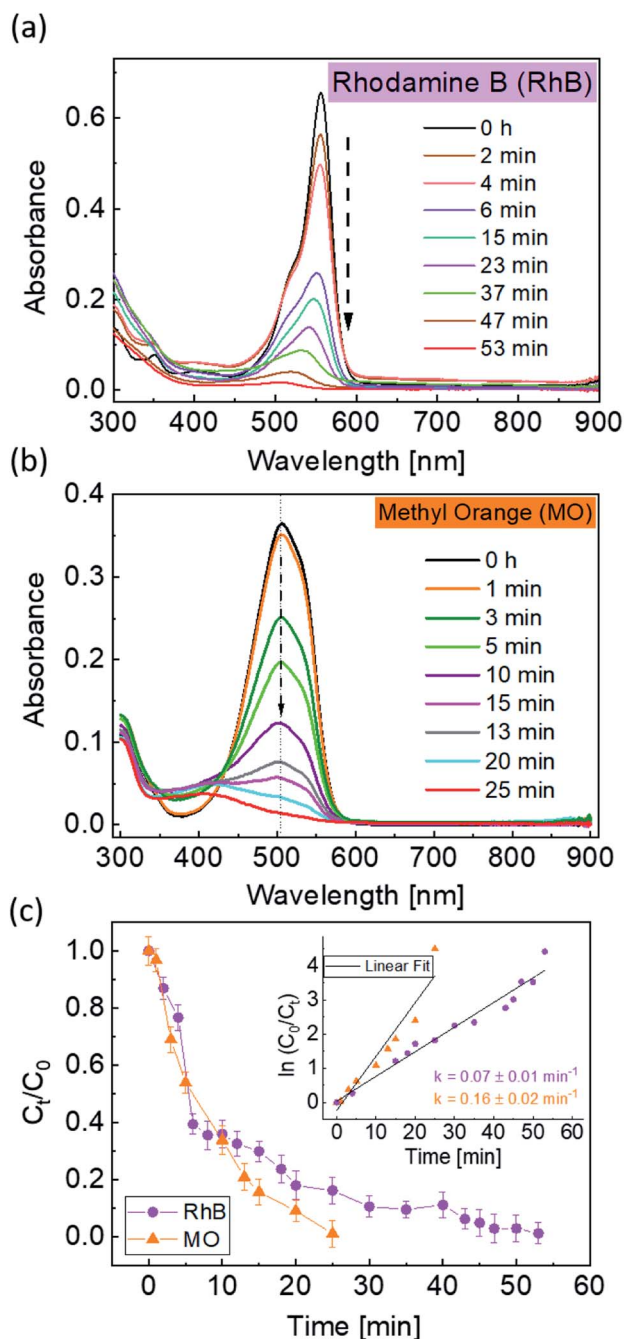 (a)
Rhodamine B (RhB)
0 h
2 min
4 min
6 min
15 min
23 min
37 min
47 min
53 min
Absorbance
0.6
0.4
0.2
0.0
300 400 500 600 700 800 900
Wavelength [nm]
(b)
Methyl Orange (MO)
0 h
1 min
3 min
5 min
10 min
15 min
13 min
20 min
25 min
Absorbance
0.4
0.3
0.2
0.1
0.0
300 400 500 600 700 800 900
Wavelength [nm]
(c)
Ct/C0
1.0
0.8
0.6
0.4
0.2
0.0
RhB
MO
0 10 20 30 40 50 60
Time [min]
Linear Fit
ln (C0/Ct)
4
3
2
1
0
k = 0.07 ± 0.01 min-1
k = 0.16 ± 0.02 min-1
0 10 20 30 40 50 60
Time [min]